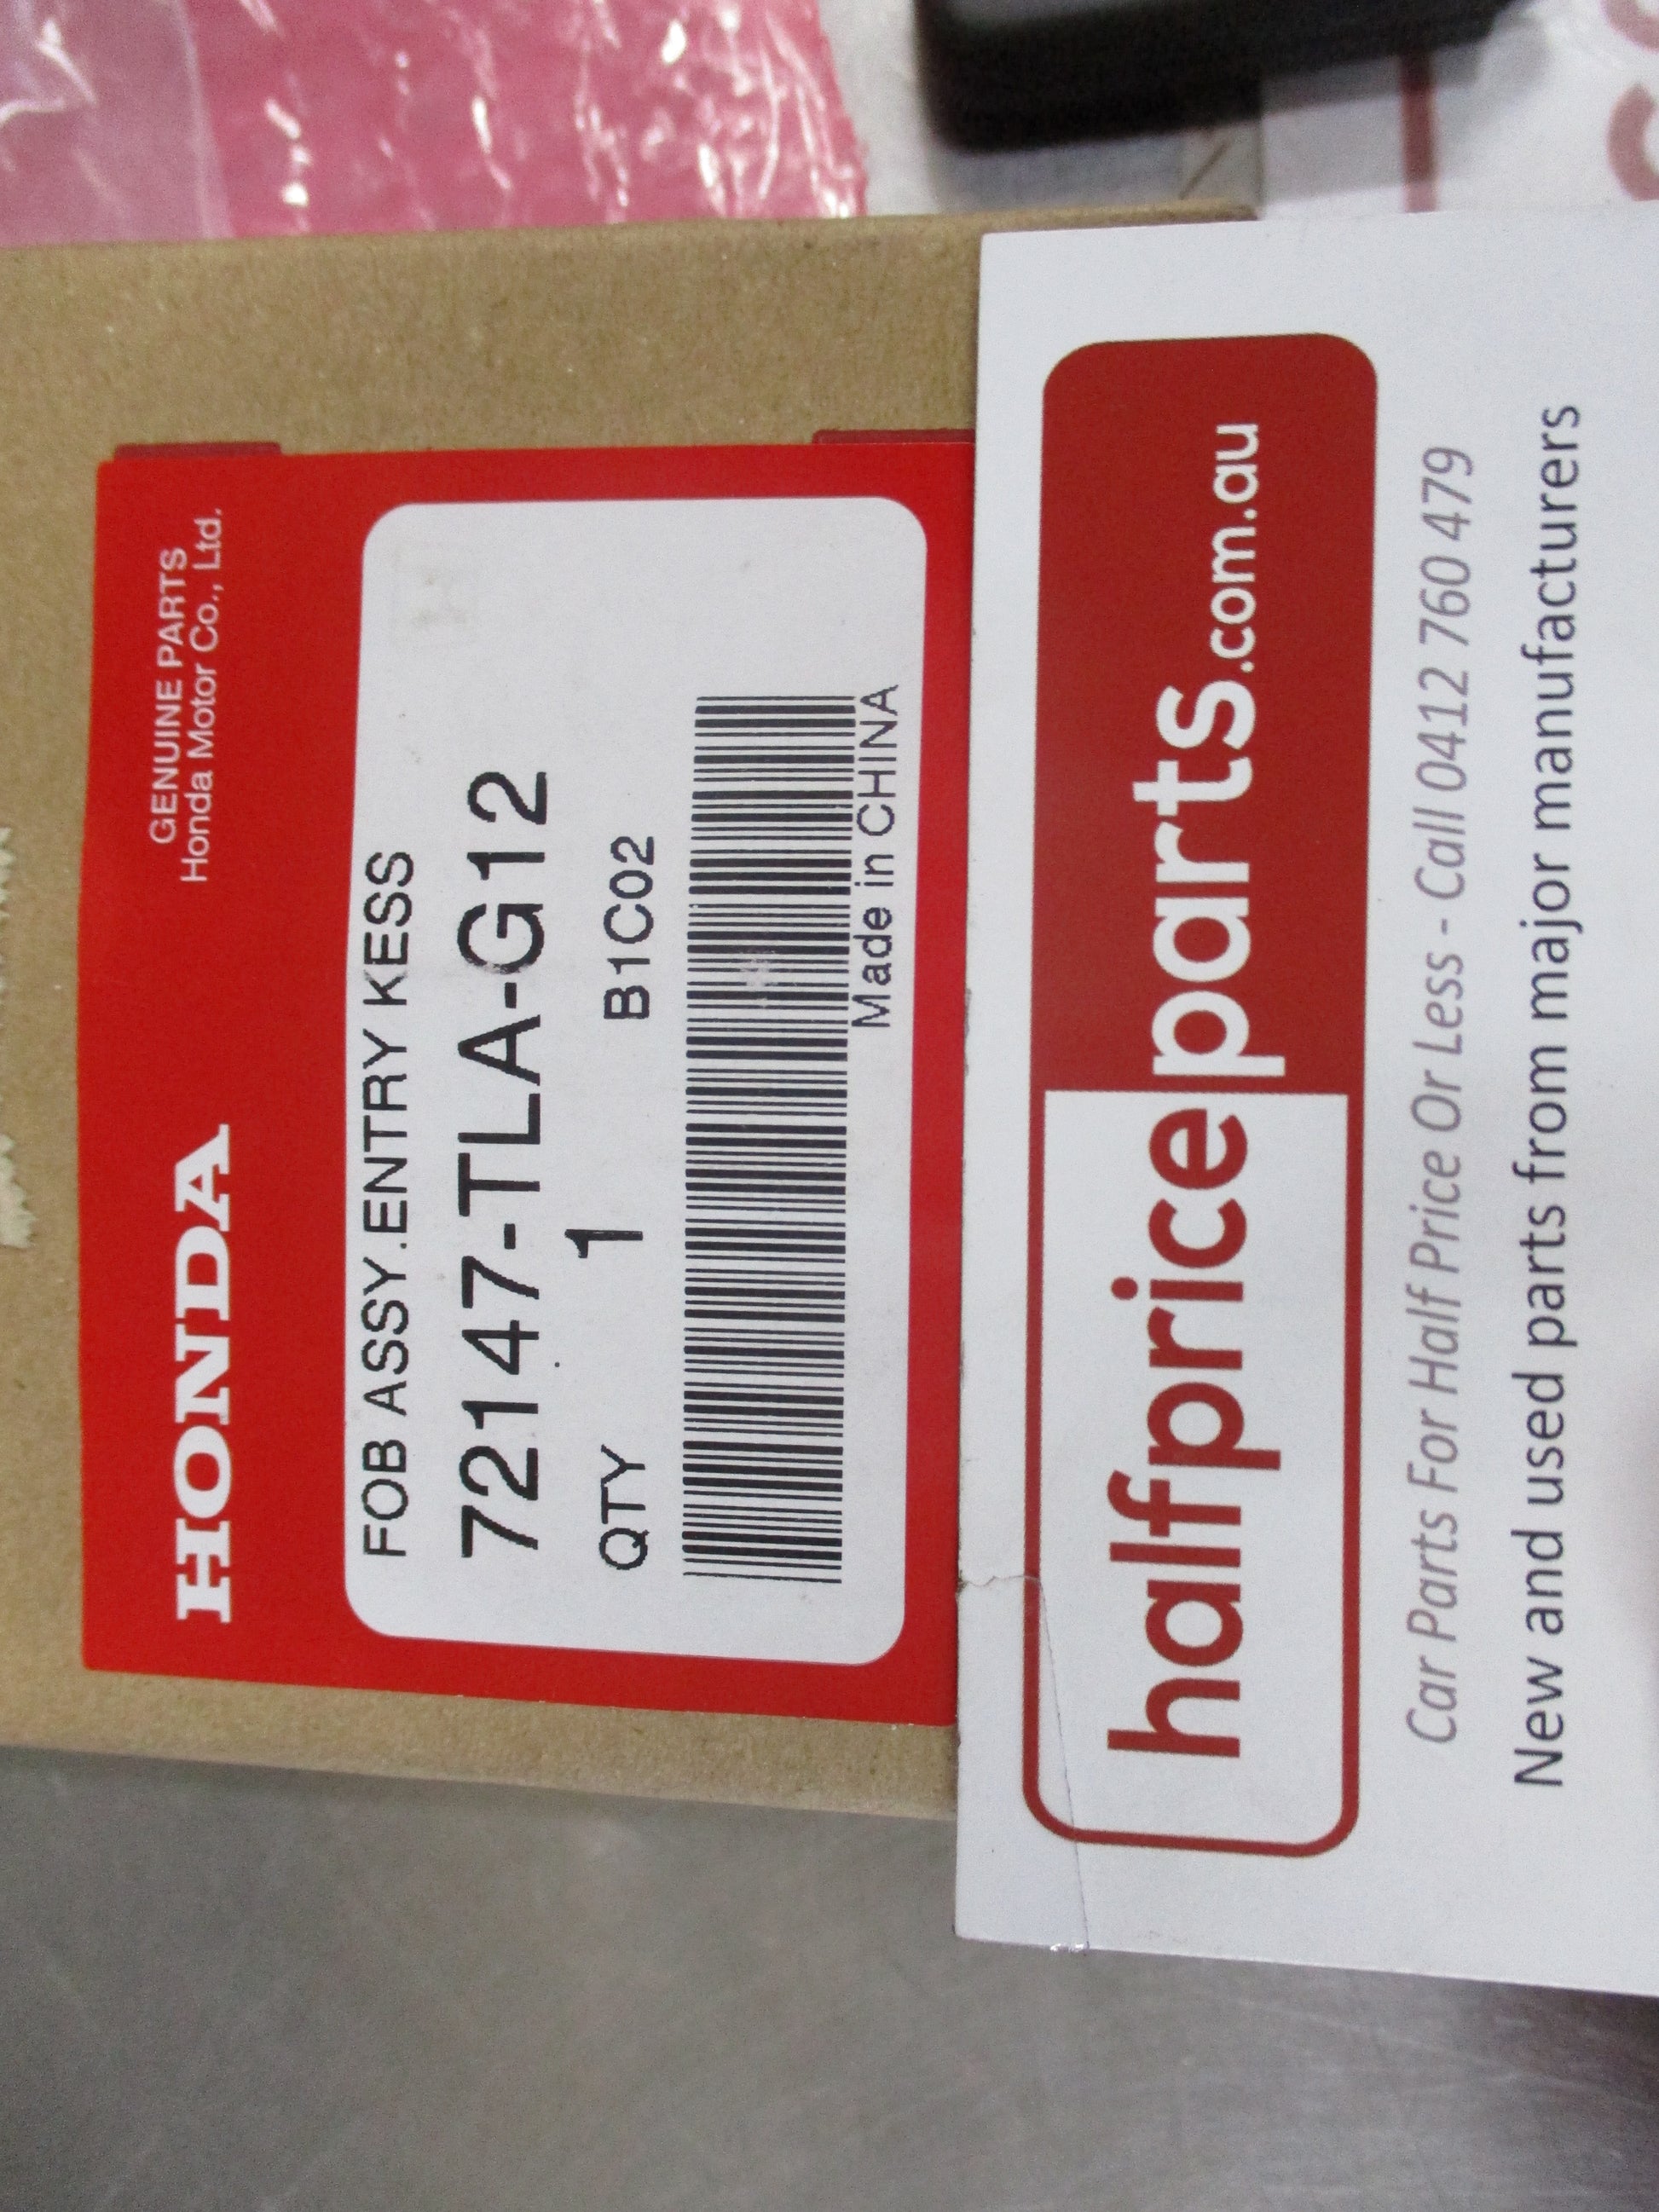 HONDA
GENUINE PARTS
Honda Motor Co., Ltd.
FOB ASSY.ENTRY KESS
72147-TLA-G12
QTY 1 B1C02
Made in CHINA
halfpriceparts.com.au
Car Parts For Half Price Or Less - Call 0412 760 479
New and used parts from major manufacturers